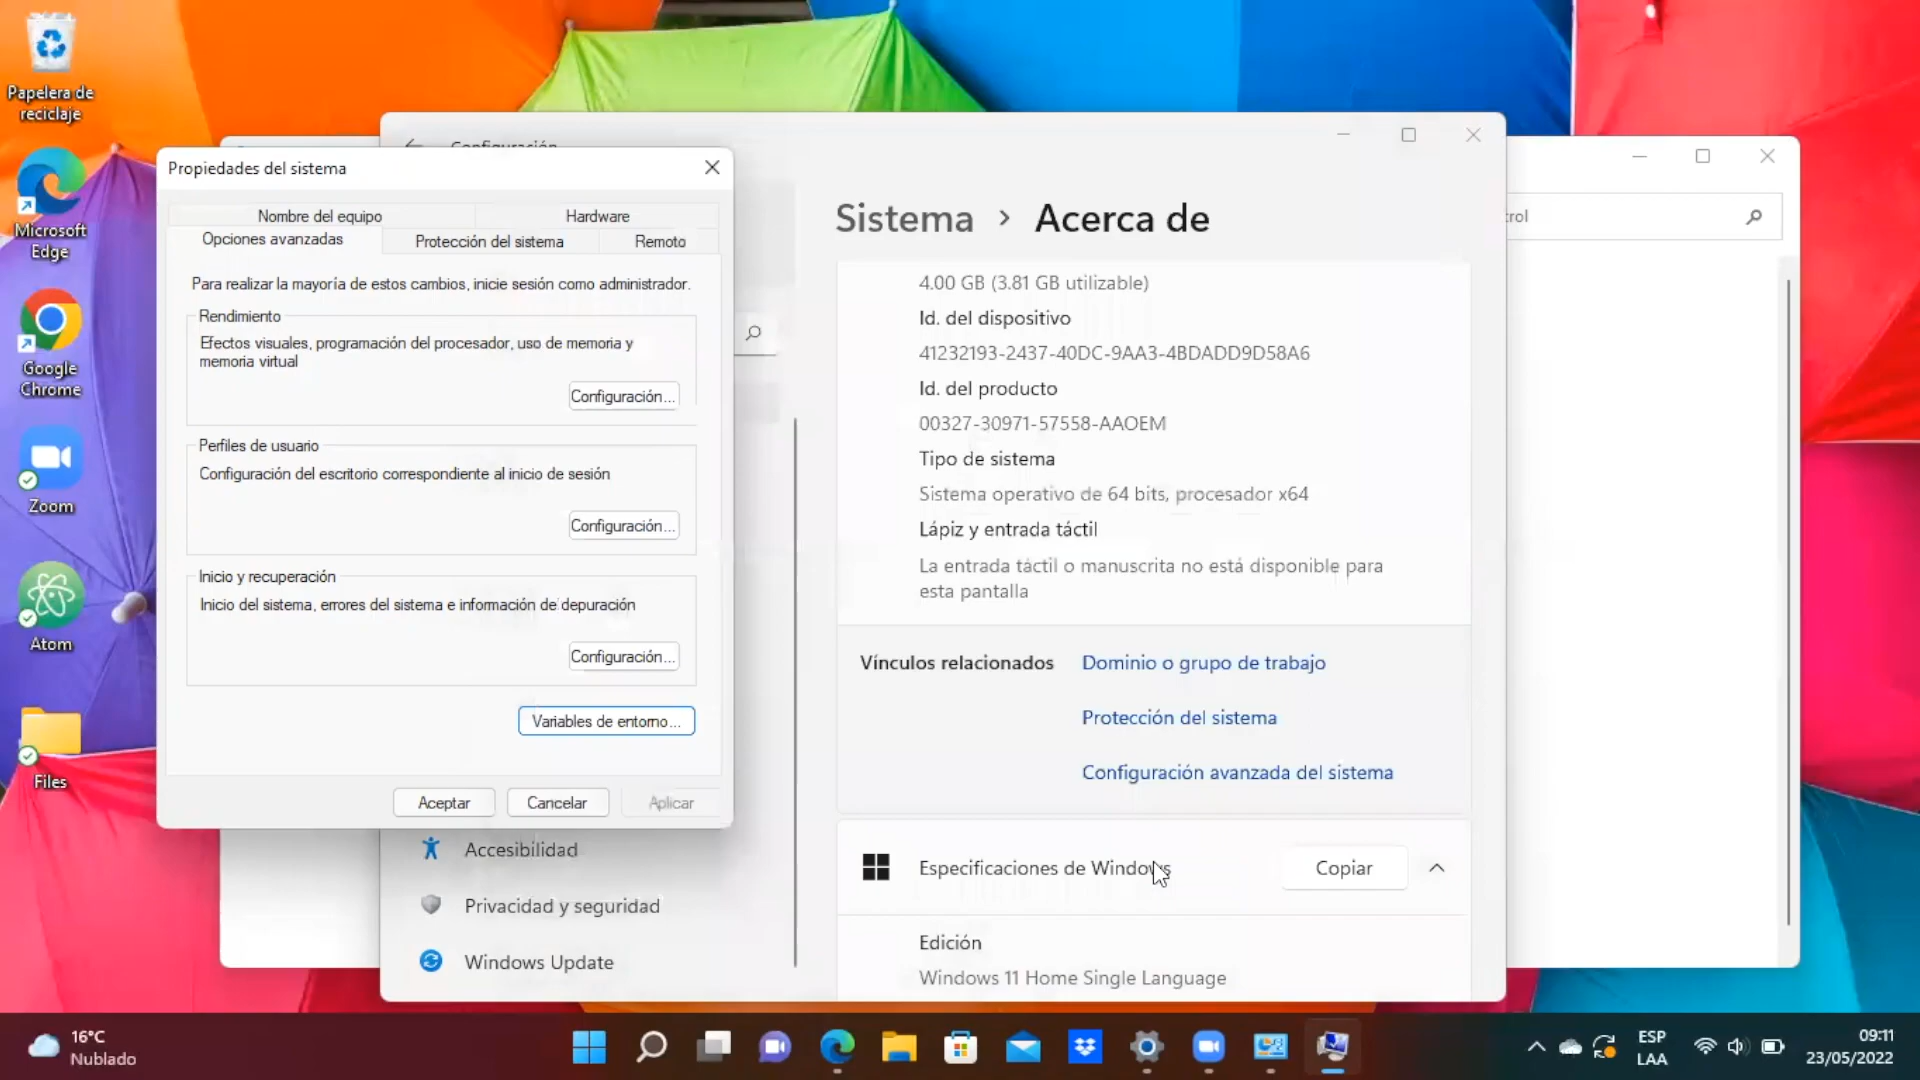 Papelera de
reciclaje
Microsoft
Edge
Google
Chrome
Zoom
Atom
Files
Configuración
Propiedades del sistema
Nombre del equipo
Hardware
Opciones avanzadas
Protección del sistema
Remoto
Para realizar la mayoría de estos cambios, inicie sesión como administrador.
Rendimiento
Efectos visuales, programación del procesador, uso de memoria y
memoria virtual
Configuración...
Perfiles de usuario
Configuración del escritorio correspondiente al inicio de sesión
Configuración...
Inicio y recuperación
Inicio del sistema, errores del sistema e información de depuración
Configuración...
Variables de entorno...
Aceptar
Cancelar
Aplicar
Accesibilidad
Privacidad y seguridad
Windows Update
Sistema > Acerca de
4.00 GB (3.81 GB utilizable)
Id. del dispositivo
41232193-2437-40DC-9AA3-4BDADD9D58A6
Id. del producto
00327-30971-57558-AAOEM
Tipo de sistema
Sistema operativo de 64 bits, procesador x64
Lápiz y entrada táctil
La entrada táctil o manuscrita no está disponible para
esta pantalla
Vínculos relacionados
Dominio o grupo de trabajo
Protección del sistema
Configuración avanzada del sistema
Especificaciones de Windows
Copiar
Edición
Windows 11 Home Single Language
rol
16°C
Nublado
ESP
LAA
09:11
23/05/2022